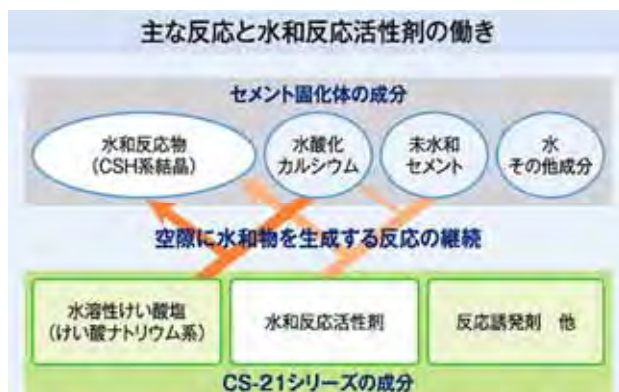 主な反応と水和反応活性剤の働き
セメント固化体の成分
水和反応物
（CSH系結晶）
水酸化
カルシウム
未水和
セメント
水
その他成分
空隙に水和物を生成する反応の継続
水溶性けい酸塩
（けい酸ナトリウム系）
水和反応活性剤
反応誘発剤　他
CS-21シリーズの成分